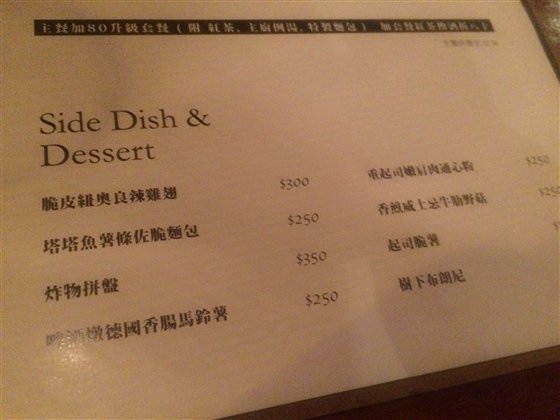 主餐加80升級套餐（附 紅茶、主廚例湯、特製麵包）
Side Dish &
Dessert
脆皮紐奧良辣雞翅 $300
塔塔魚薯條佐脆麵包 $250
炸物拼盤 $350
燉德國香腸馬鈴薯 $250
重起司嫩肩肉通心粉 $250
香煎威士忌牛肋野菇
起司脆薯
樹下布朗尼